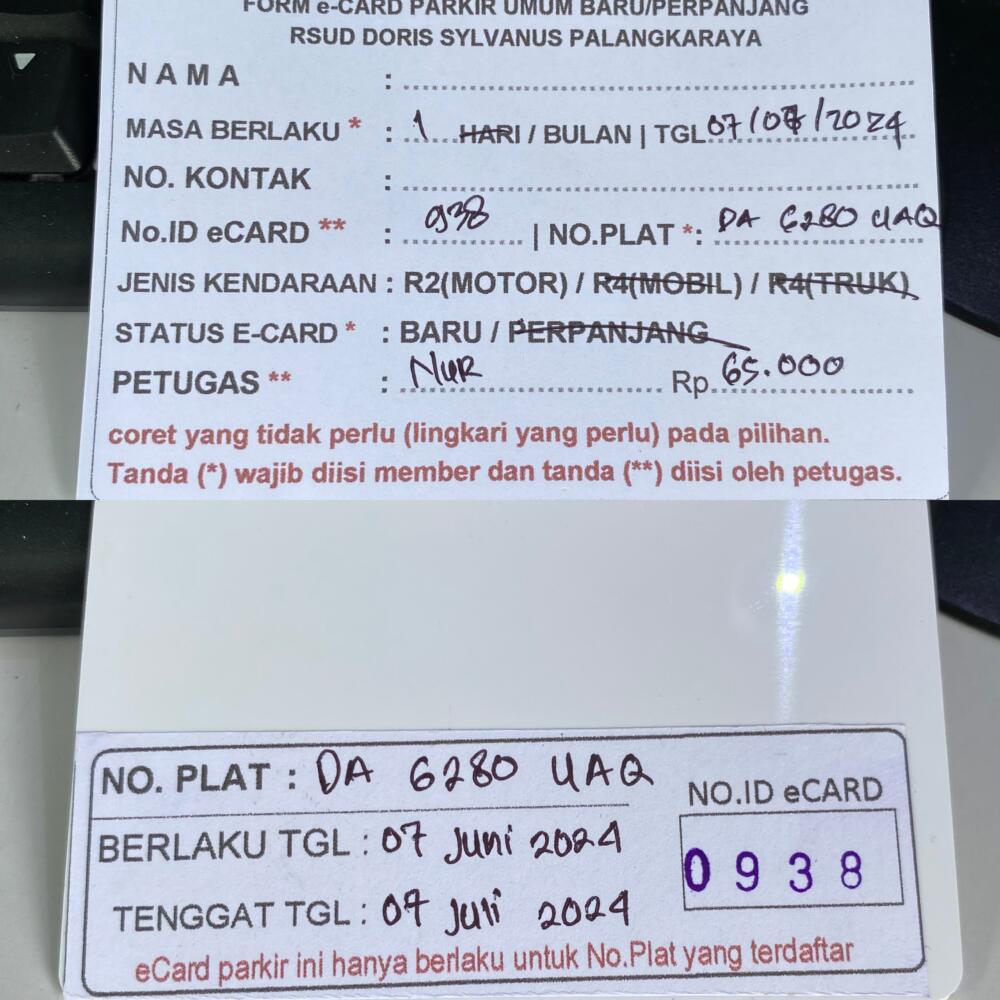 FORM e-CARD PARKIR UMUM BARU/PERPANJANG
RSUD DORIS SYLVANUS PALANGKARAYA
NAMA :
MASA BERLAKU * : 1 HARI / BULAN | TGL 07/07/2024
NO. KONTAK :
No.ID eCARD ** : 938 | NO.PLAT *: DA 6280 UAQ
JENIS KENDARAAN : R2(MOTOR) / R4(MOBIL) / R4(TRUK)
STATUS E-CARD * : BARU / PERPANJANG
PETUGAS ** : NUR Rp. 65.000
coret yang tidak perlu (lingkari yang perlu) pada pilihan.
Tanda (*) wajib diisi member dan tanda (**) diisi oleh petugas.
NO. PLAT : DA 6280 UAQ
NO.ID eCARD
BERLAKU TGL : 07 Juni 2024
0938
TENGGAT TGL : 07 Juli 2024
eCard parkir ini hanya berlaku untuk No.Plat yang terdaftar